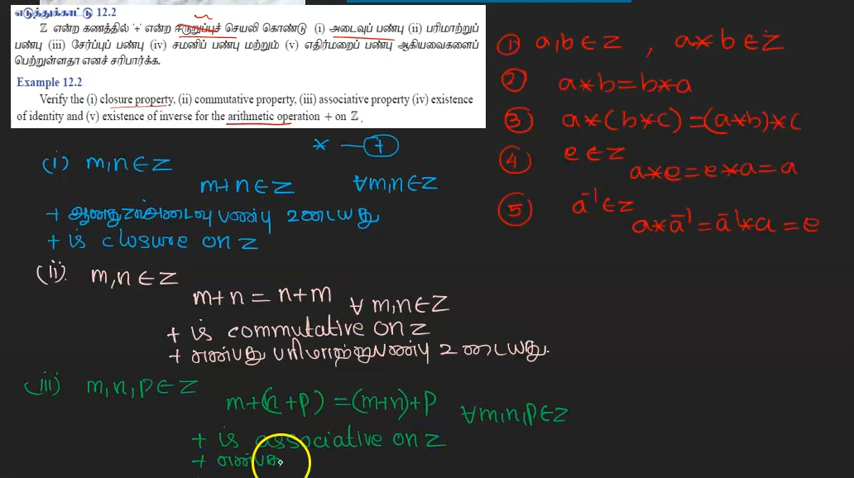 எடுத்துக்காட்டு 12.2
ℤ என்ற கணத்தில் '+' என்ற ஈருறுப்புச் செயலி கொண்டு (i) அடைவுப் பண்பு (ii) பரிமாற்றுப்
பண்பு (iii) சேர்ப்புப் பண்பு (iv) சமனிப் பண்பு மற்றும் (v) எதிர்மறைப் பண்பு ஆகியவைகளைப்
பெற்றுள்ளதா எனச் சரிபார்க்க.
Example 12.2
Verify the (i) closure property, (ii) commutative property, (iii) associative property (iv) existence
of identity and (v) existence of inverse for the arithmetic operation + on ℤ.
① a,b∈Z , a*b∈Z
② a*b=b*a
③ a*(b*c)=(a*b)*c
④ e∈Z
a*e=e*a=a
⑤ a⁻¹∈Z
a*a⁻¹=a⁻¹*a=e
* —
(i) m,n∈Z
m+n∈Z ∀m,n∈Z
+ ஆனது அடைவு பண்பு உடையது
+ is closure on Z
(ii). m,n∈Z
m+n=n+m ∀m,n∈Z
+ is commutative on Z
+ என்பது பரிமாற்று பண்பு உடையது.
(iii) m,n,p∈Z
m+(n+p)=(m+n)+p ∀m,n,p∈Z
+ is associative on Z
+ என்ப